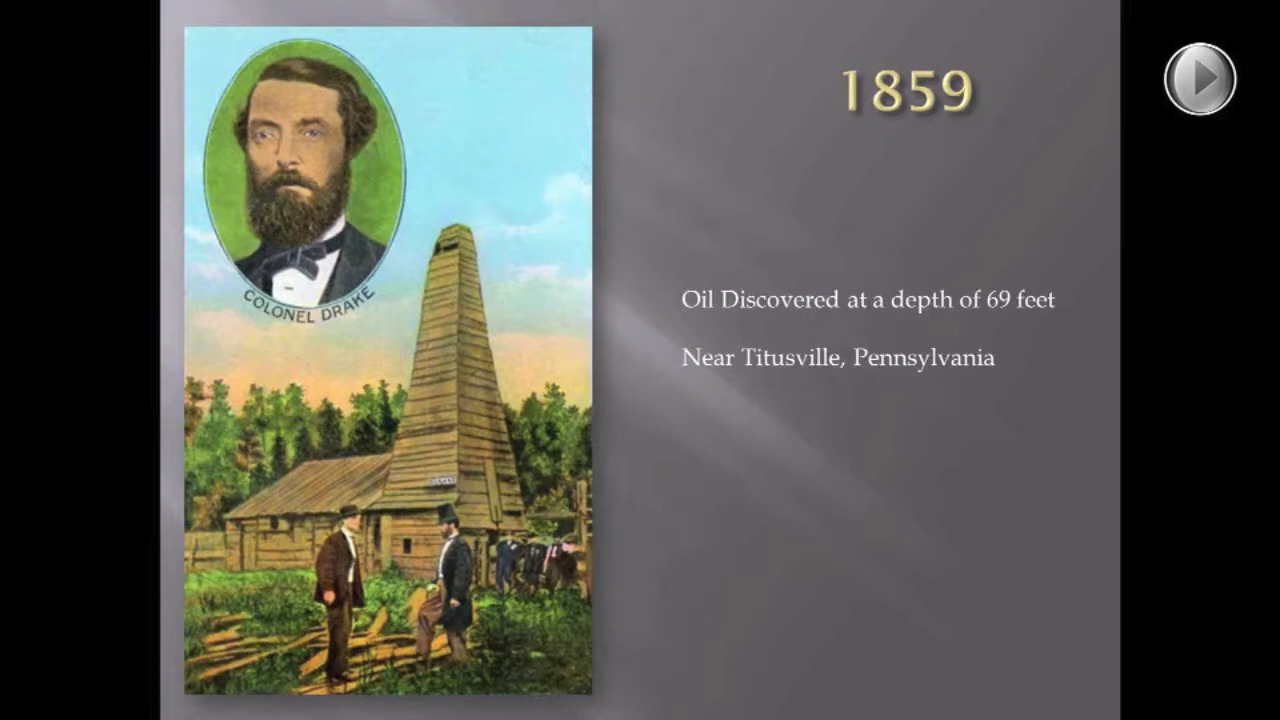 1859
COLONEL DRAKE
Oil Discovered at a depth of 69 feet
Near Titusville, Pennsylvania